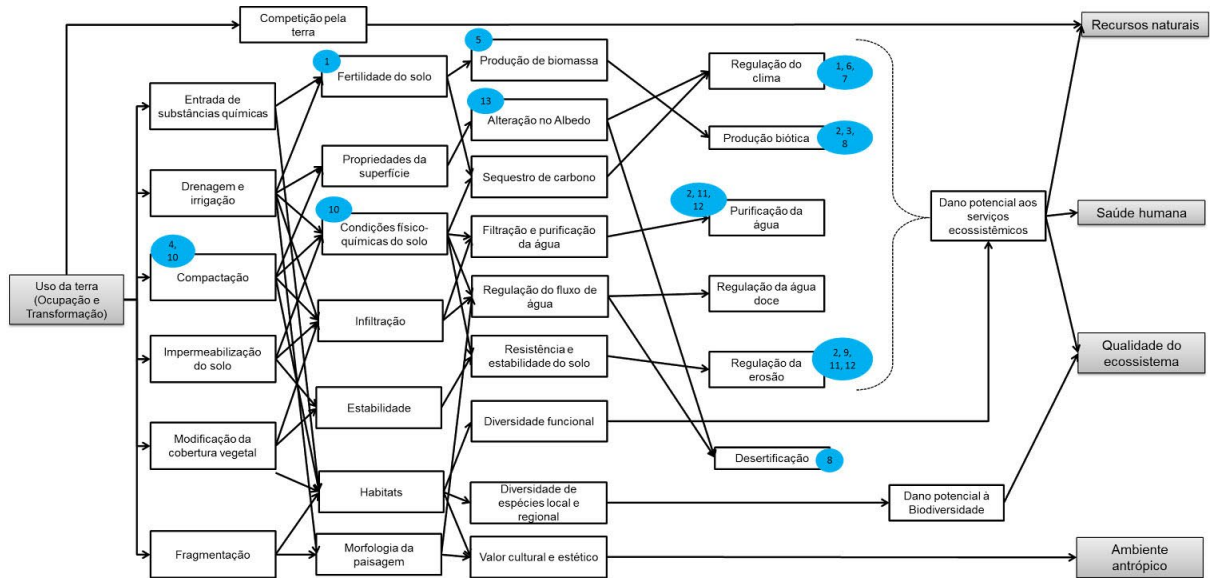 Competição pela
terra
Recursos naturais
1
Fertilidade do solo
5
Produção de biomassa
Regulação do
clima
1, 6,
7
Entrada de
substâncias químicas
13
Alteração no Albedo
Produção biótica
2, 3,
8
Propriedades da
superfície
Sequestro de carbono
Drenagem e
irrigação
10
Condições físico-
químicas do solo
Filtração e purificação
da água
2, 11,
12
Purificação da
água
Dano potencial aos
serviços
ecossistêmicos
Saúde humana
4,
10
Compactação
Uso da terra
(Ocupação e
Transformação)
Regulação do fluxo de
água
Regulação da água
doce
Infiltração
Impermeabilização
do solo
Resistência e
estabilidade do solo
Regulação da
erosão
2, 9,
11, 12
Qualidade do
ecossistema
Estabilidade
Diversidade funcional
Modificação da
cobertura vegetal
Desertificação
8
Habitats
Diversidade de
espécies local e
regional
Dano potencial à
Biodiversidade
Fragmentação
Morfologia da
paisagem
Valor cultural e estético
Ambiente
antrópico